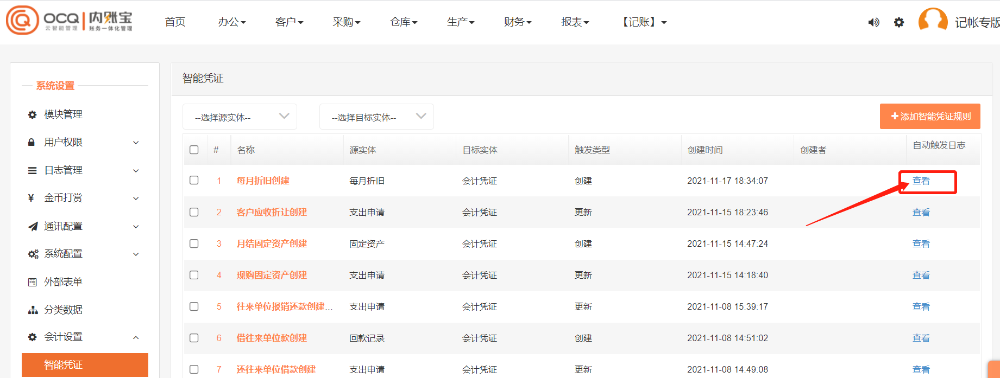 OCQ 云智能管理 内账宝 账务一体化管理
首页 办公 客户 采购 仓库 生产 财务 报表 【记账】 记帐专版
系统设置
模块管理
用户权限
日志管理
¥ 金币打赏
通讯配置
系统配置
外部表单
分类数据
会计设置
智能凭证
智能凭证
--选择源实体-- --选择目标实体-- 添加智能凭证规则
# 名称 源实体 目标实体 触发类型 创建时间 创建者 自动触发日志
1 每月折旧创建 每月折旧 会计凭证 创建 2021-11-17 18:34:07 查看
2 客户应收折让创建 支出申请 会计凭证 更新 2021-11-15 18:23:46 查看
3 月结固定资产创建 固定资产 会计凭证 创建 2021-11-15 14:47:24 查看
4 现购固定资产创建 支出申请 会计凭证 更新 2021-11-15 14:18:40 查看
5 往来单位报销还款创建... 支出申请 会计凭证 更新 2021-11-08 15:39:17 查看
6 借往来单位款创建 回款记录 会计凭证 创建 2021-11-08 14:51:02 查看
7 还往来单位借款创建 支出申请 会计凭证 更新 2021-11-08 14:49:08 查看